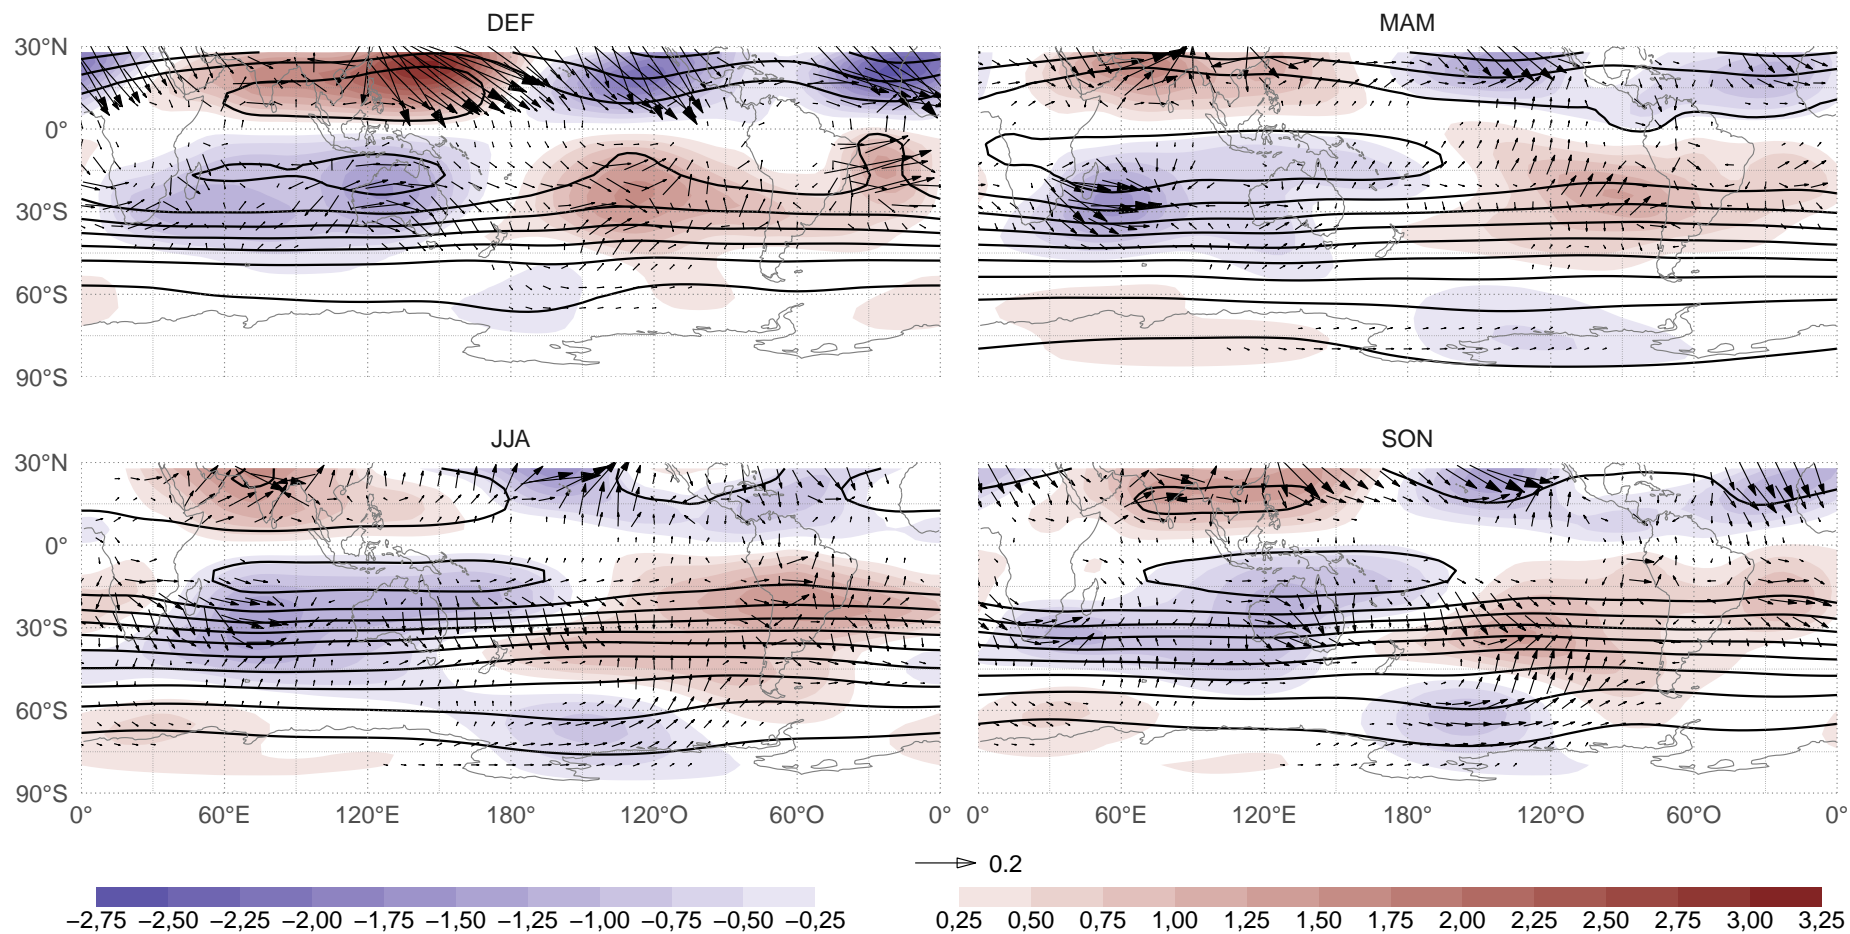 DEF
MAM
30°N
0°
30°S
60°S
90°S
JJA
SON
30°N
0°
30°S
60°S
90°S
0° 60°E 120°E 180° 120°O 60°O 0°
0° 60°E 120°E 180° 120°O 60°O 0°
0.2
−2,75 −2,50 −2,25 −2,00 −1,75 −1,50 −1,25 −1,00 −0,75 −0,50 −0,25
0,25 0,50 0,75 1,00 1,25 1,50 1,75 2,00 2,25 2,50 2,75 3,00 3,25